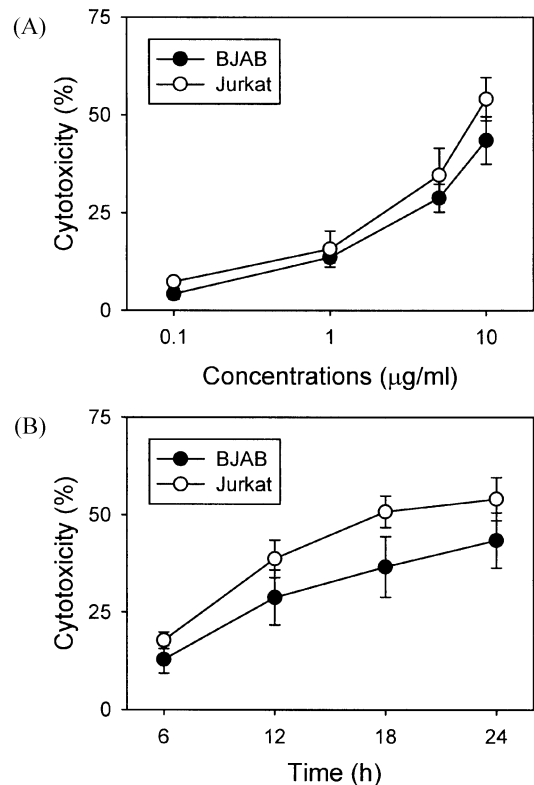 (A)
75
50
25
0
Cytotoxicity (%)
BJAB
Jurkat
0.1 1 10
Concentrations (μg/ml)
(B)
75
50
25
0
Cytotoxicity (%)
BJAB
Jurkat
6 12 18 24
Time (h)